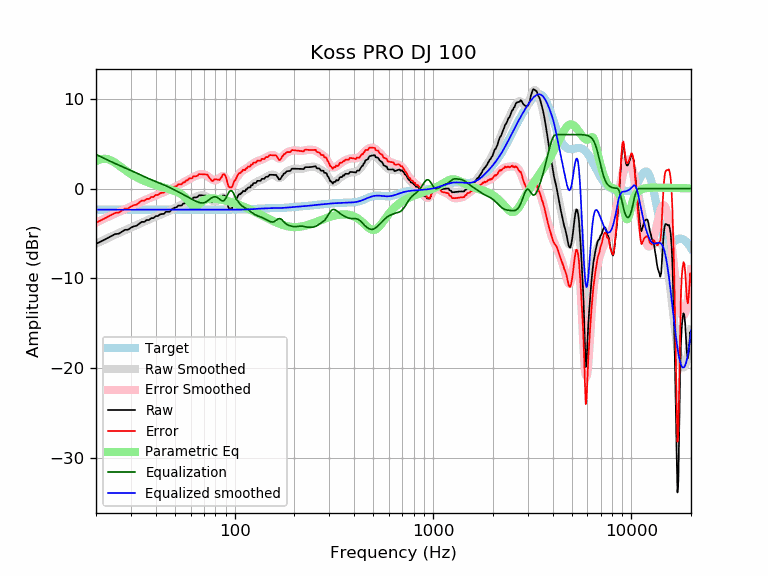 Koss PRO DJ 100
10
0
−10
−20
−30
Amplitude (dBr)
Target
Raw Smoothed
Error Smoothed
Raw
Error
Parametric Eq
Equalization
Equalized smoothed
100 1000 10000
Frequency (Hz)